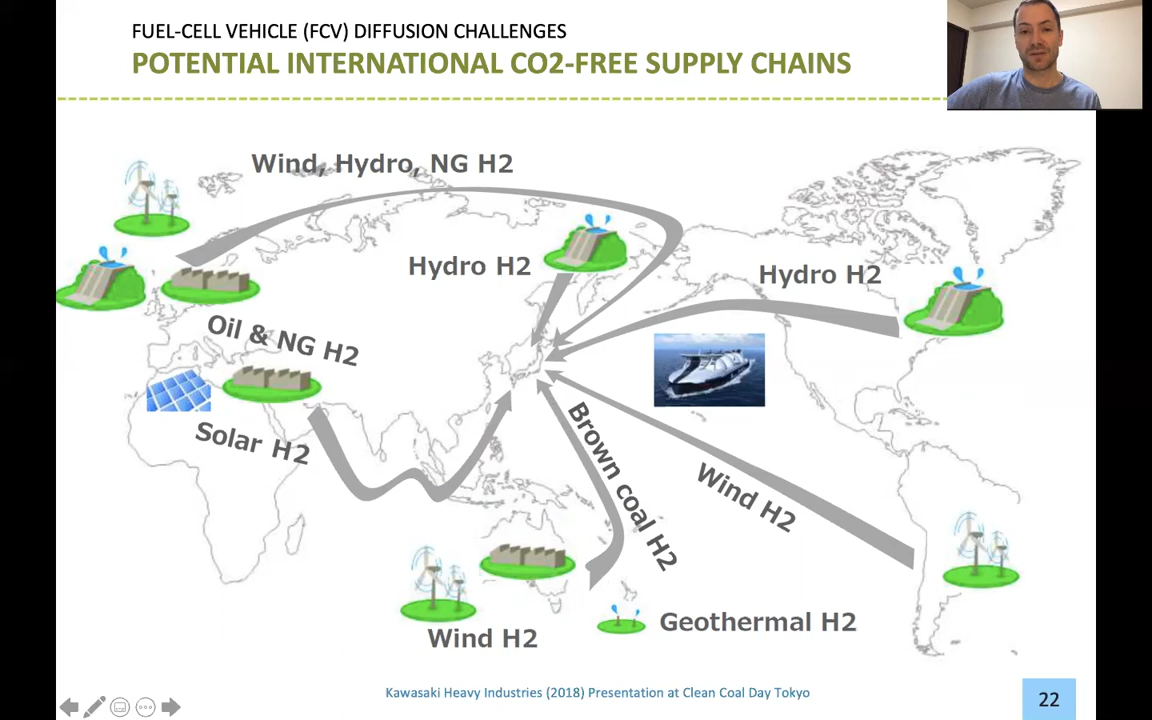 FUEL-CELL VEHICLE (FCV) DIFFUSION CHALLENGES
POTENTIAL INTERNATIONAL CO2-FREE SUPPLY CHAINS
Wind, Hydro, NG H2
Hydro H2
Hydro H2
Oil & NG H2
Solar H2
Brown coal H2
Wind H2
Wind H2
Geothermal H2
Kawasaki Heavy Industries (2018) Presentation at Clean Coal Day Tokyo
22